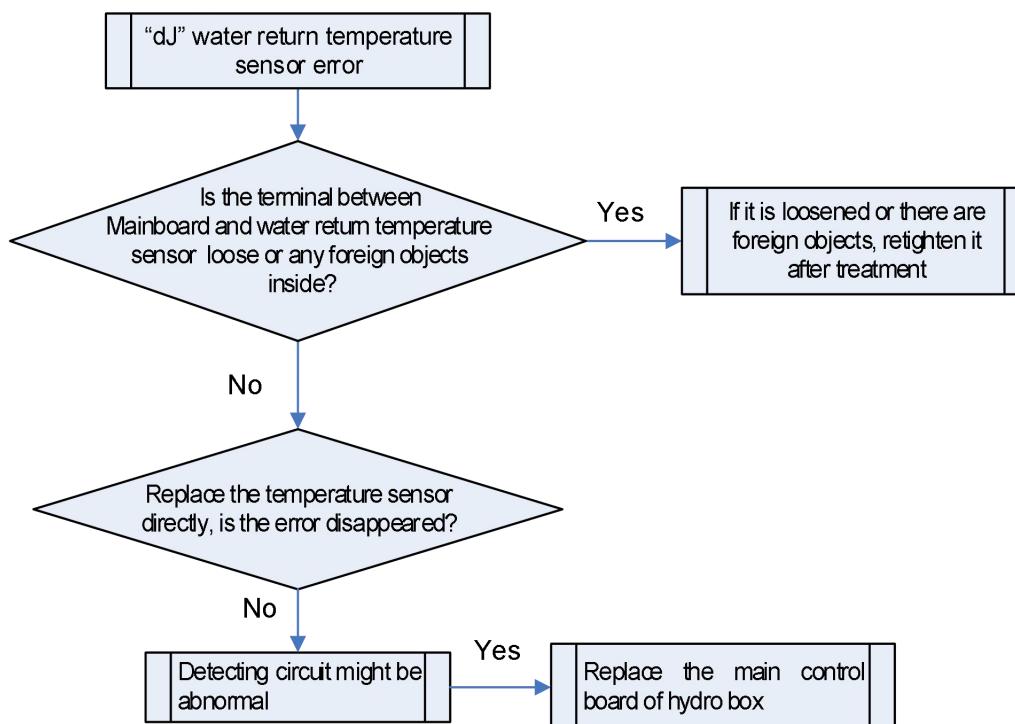 “dJ” water return temperature
sensor error
Is the terminal between
Mainboard and water return temperature
sensor loose or any foreign objects
inside?
Yes
If it is loosened or there are
foreign objects, retighten it
after treatment
No
Replace the temperature sensor
directly, is the error disappeared?
No
Detecting circuit might be
abnormal
Yes
Replace the main control
board of hydro box